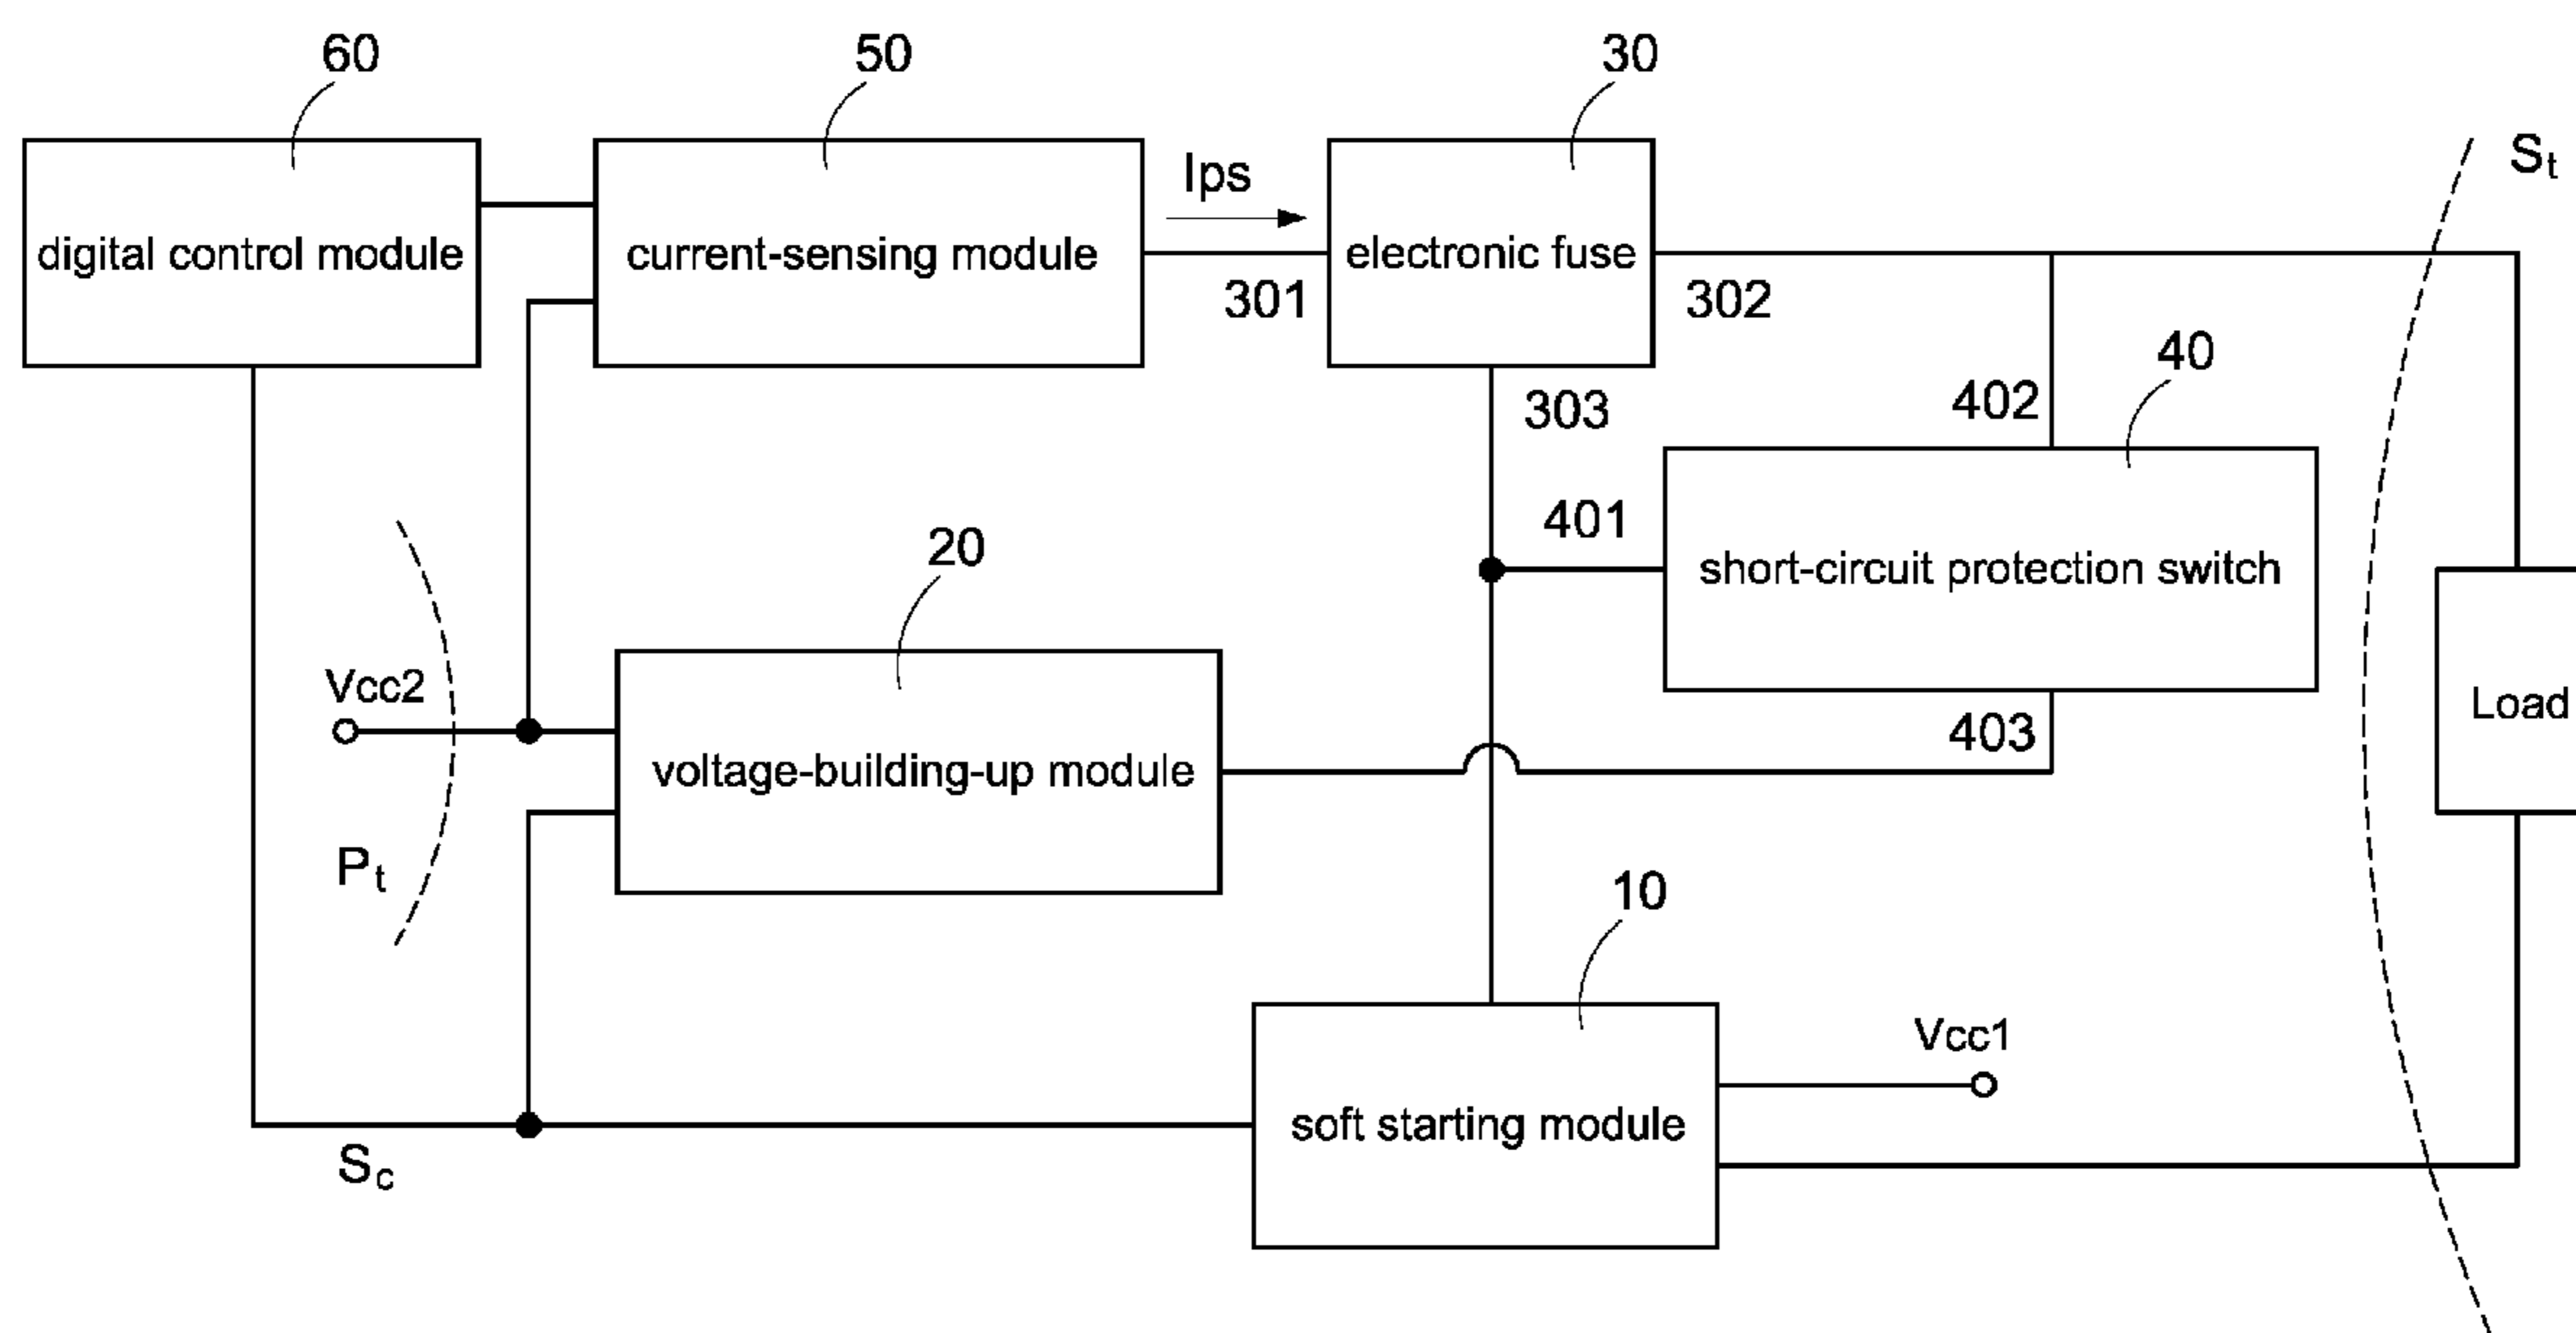 60
50
30
St
Ips
digital control module
current-sensing module
electronic fuse
301
302
40
402
303
401
20
short-circuit protection switch
Vcc2
Load
403
voltage-building-up module
Pt
10
Vcc1
soft starting module
Sc